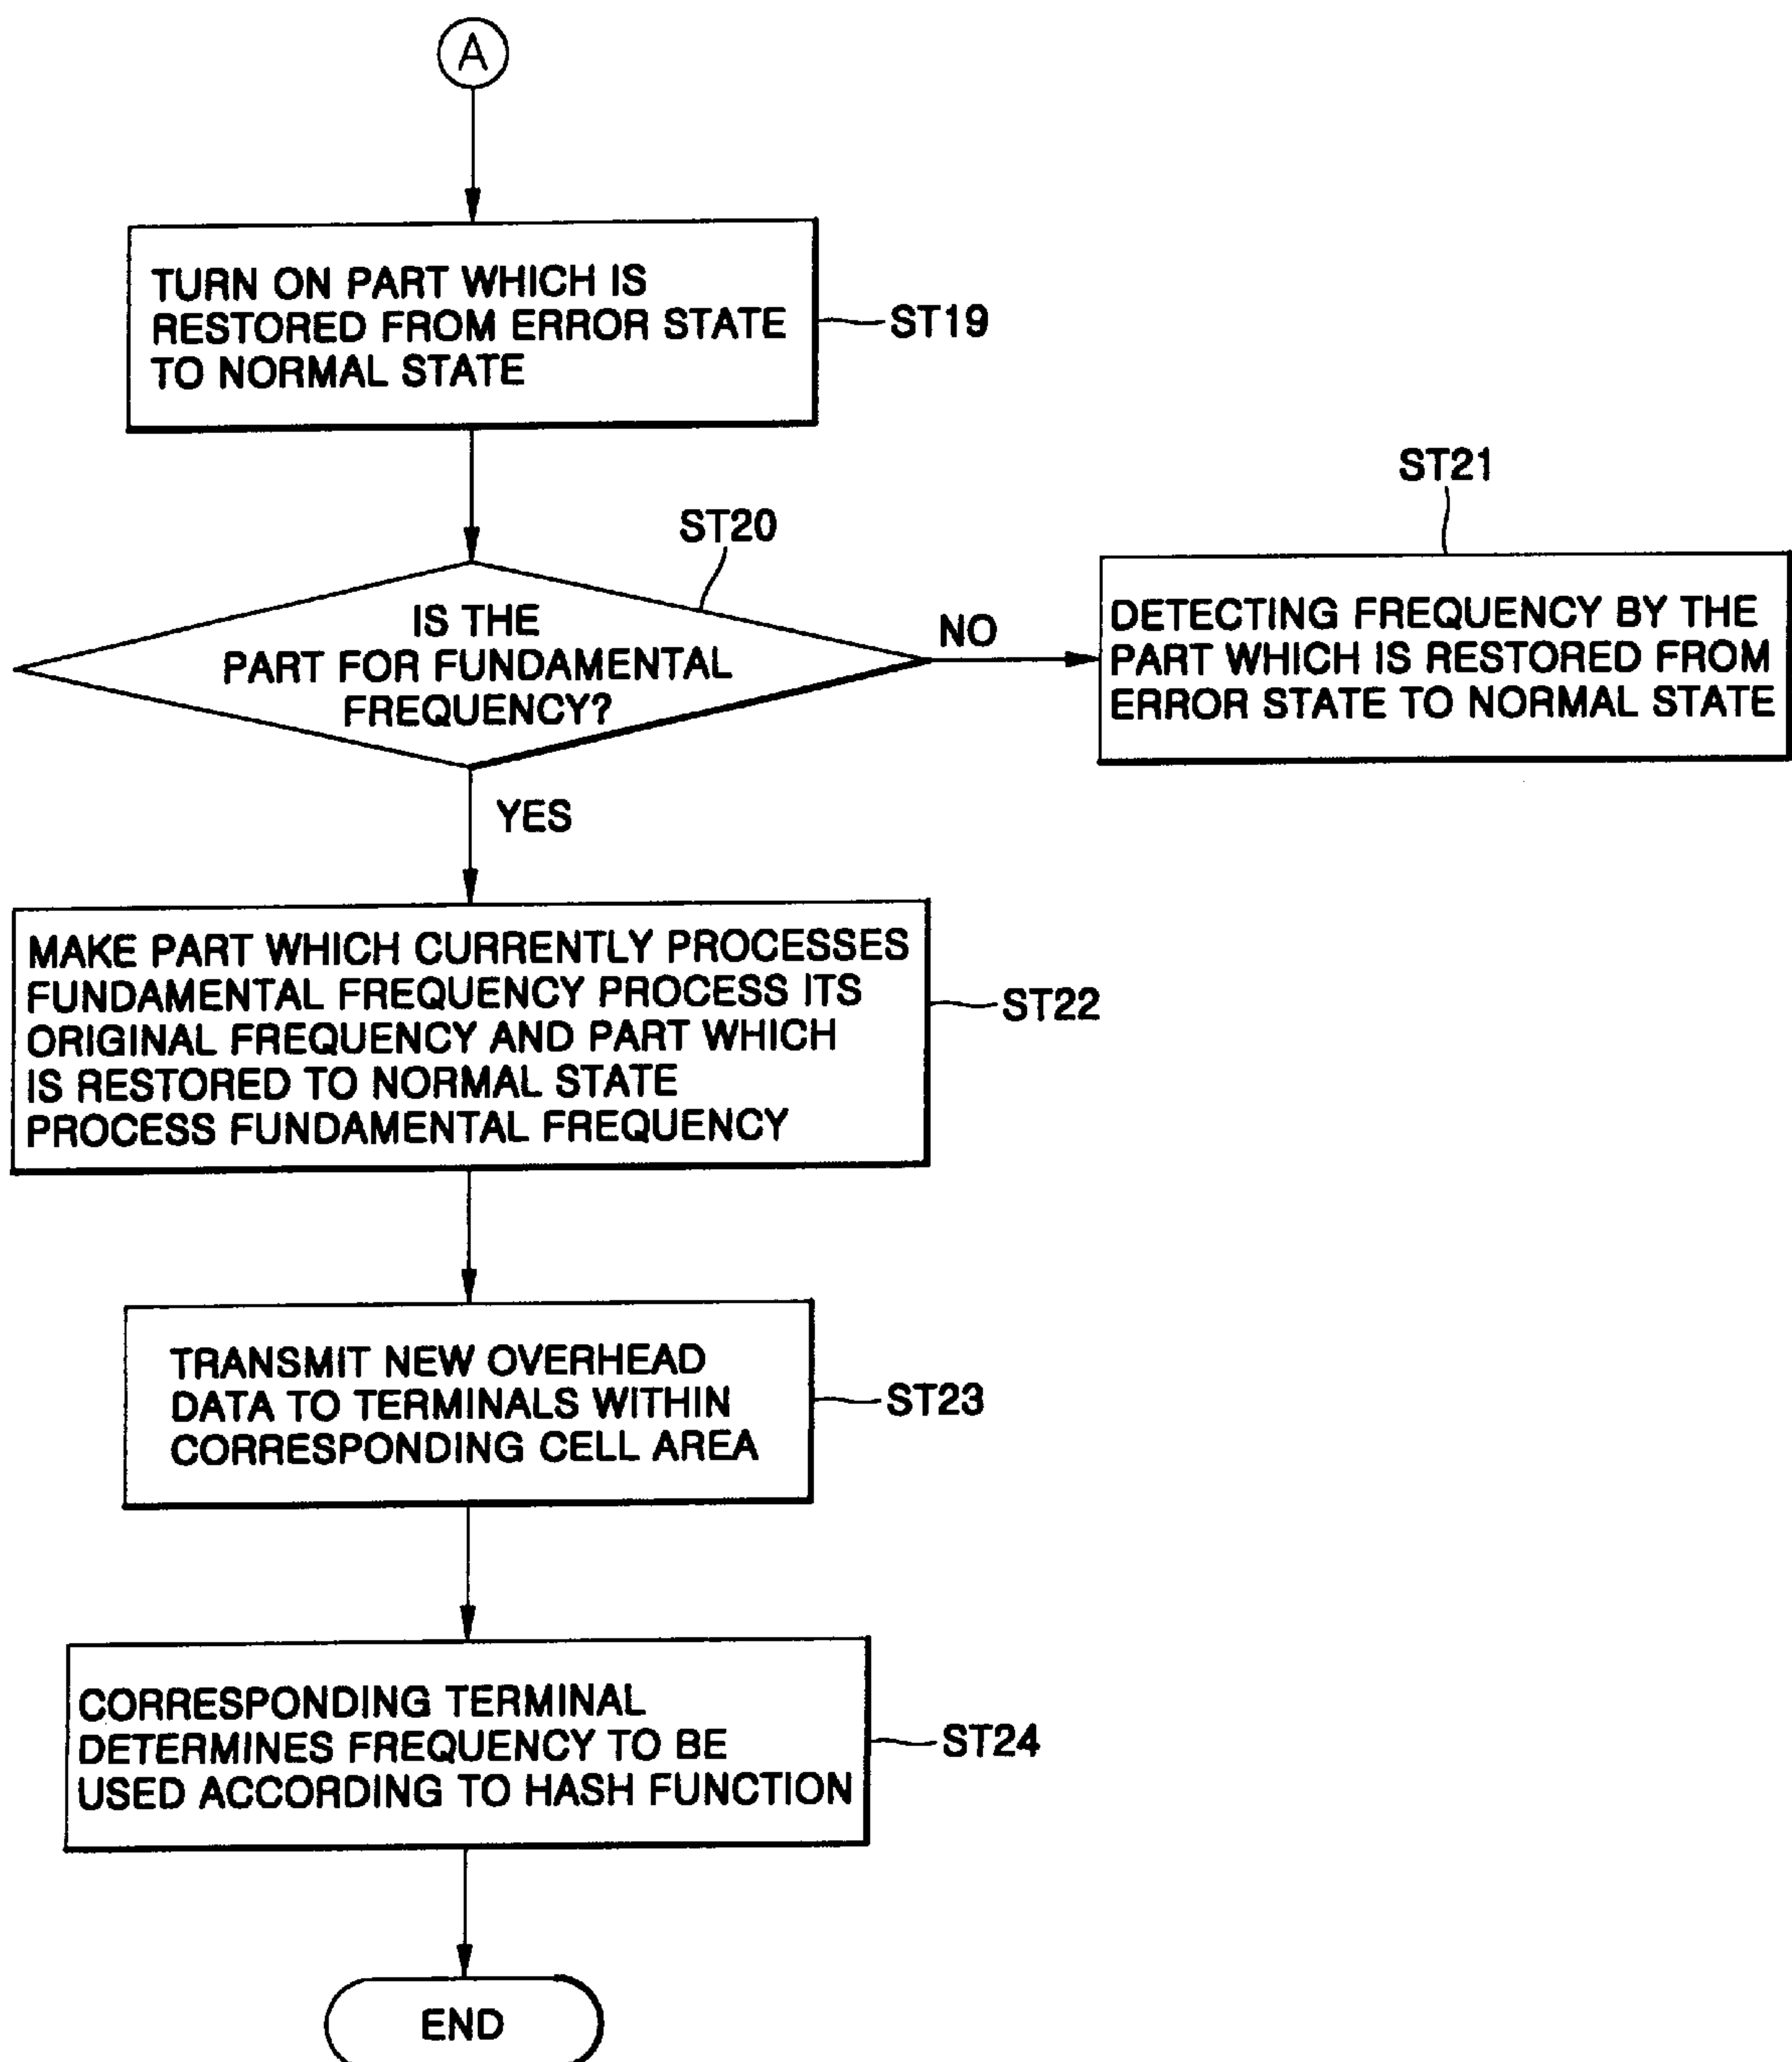 A
TURN ON PART WHICH IS
RESTORED FROM ERROR STATE
TO NORMAL STATE
ST19
ST20
IS THE
PART FOR FUNDAMENTAL
FREQUENCY?
NO
ST21
DETECTING FREQUENCY BY THE
PART WHICH IS RESTORED FROM
ERROR STATE TO NORMAL STATE
YES
MAKE PART WHICH CURRENTLY PROCESSES
FUNDAMENTAL FREQUENCY PROCESS ITS
ORIGINAL FREQUENCY AND PART WHICH
IS RESTORED TO NORMAL STATE
PROCESS FUNDAMENTAL FREQUENCY
ST22
TRANSMIT NEW OVERHEAD
DATA TO TERMINALS WITHIN
CORRESPONDING CELL AREA
ST23
CORRESPONDING TERMINAL
DETERMINES FREQUENCY TO BE
USED ACCORDING TO HASH FUNCTION
ST24
END